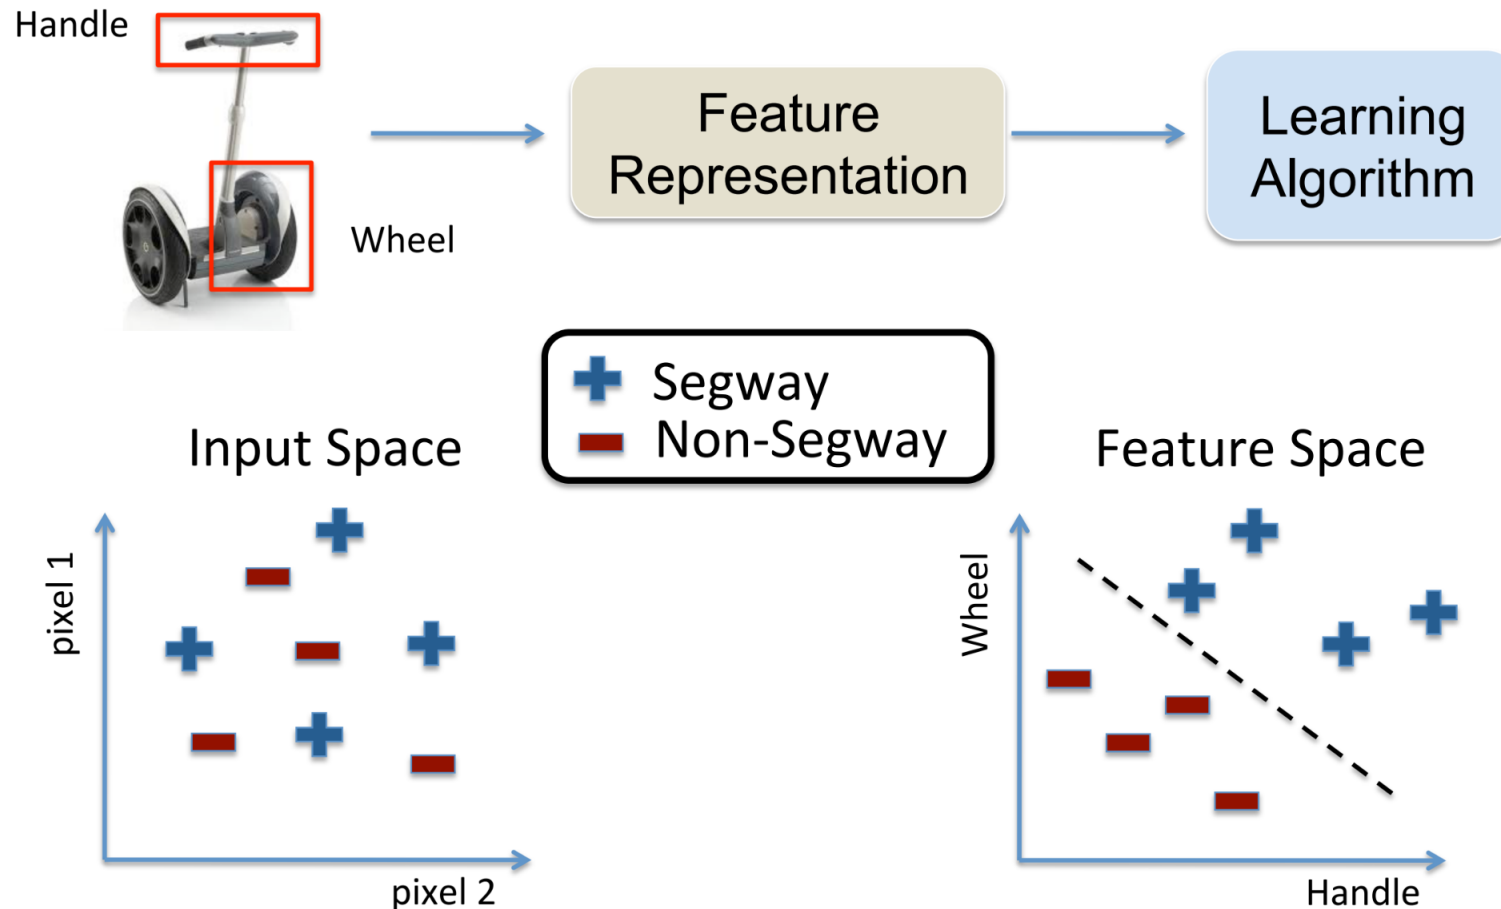 Handle
Wheel
Feature
Representation
Learning
Algorithm
Segway
Non-Segway
Input Space
pixel 1
pixel 2
Feature Space
Wheel
Handle